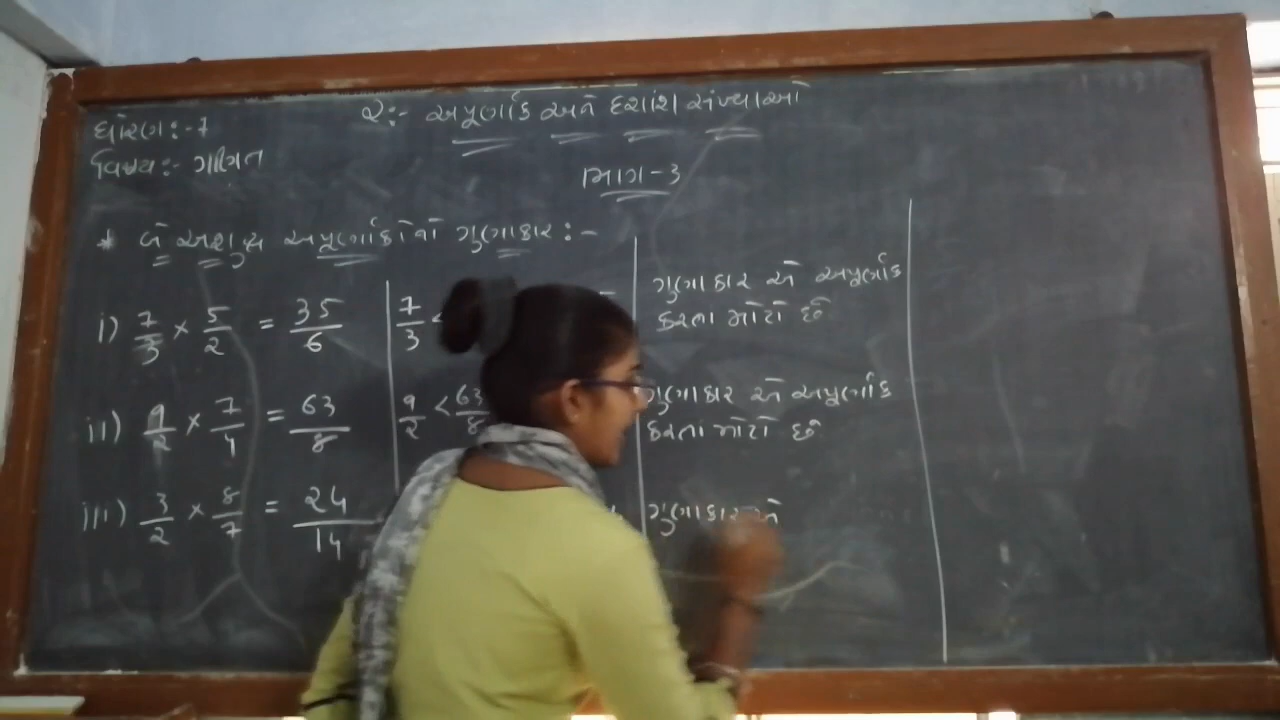 ૨:- અપૂર્ણાંક અને દશાંશ સંખ્યાઓ
ધોરણ:-7
વિષય:- ગણિત
ભાગ-3
* બે અશુદ્ધ અપૂર્ણાંકોનો ગુણાકાર:-
i) 7/3 × 5/2 = 35/6
7/3 <
ગુણાકાર એ અપૂર્ણાંક
કરતા મોટો છે
ii) 9/2 × 7/4 = 63/8
9/2 < 63/8
ગુણાકાર એ અપૂર્ણાંક
કરતા મોટો છે
iii) 3/2 × 8/7 = 24/14
ગુણાકાર એ